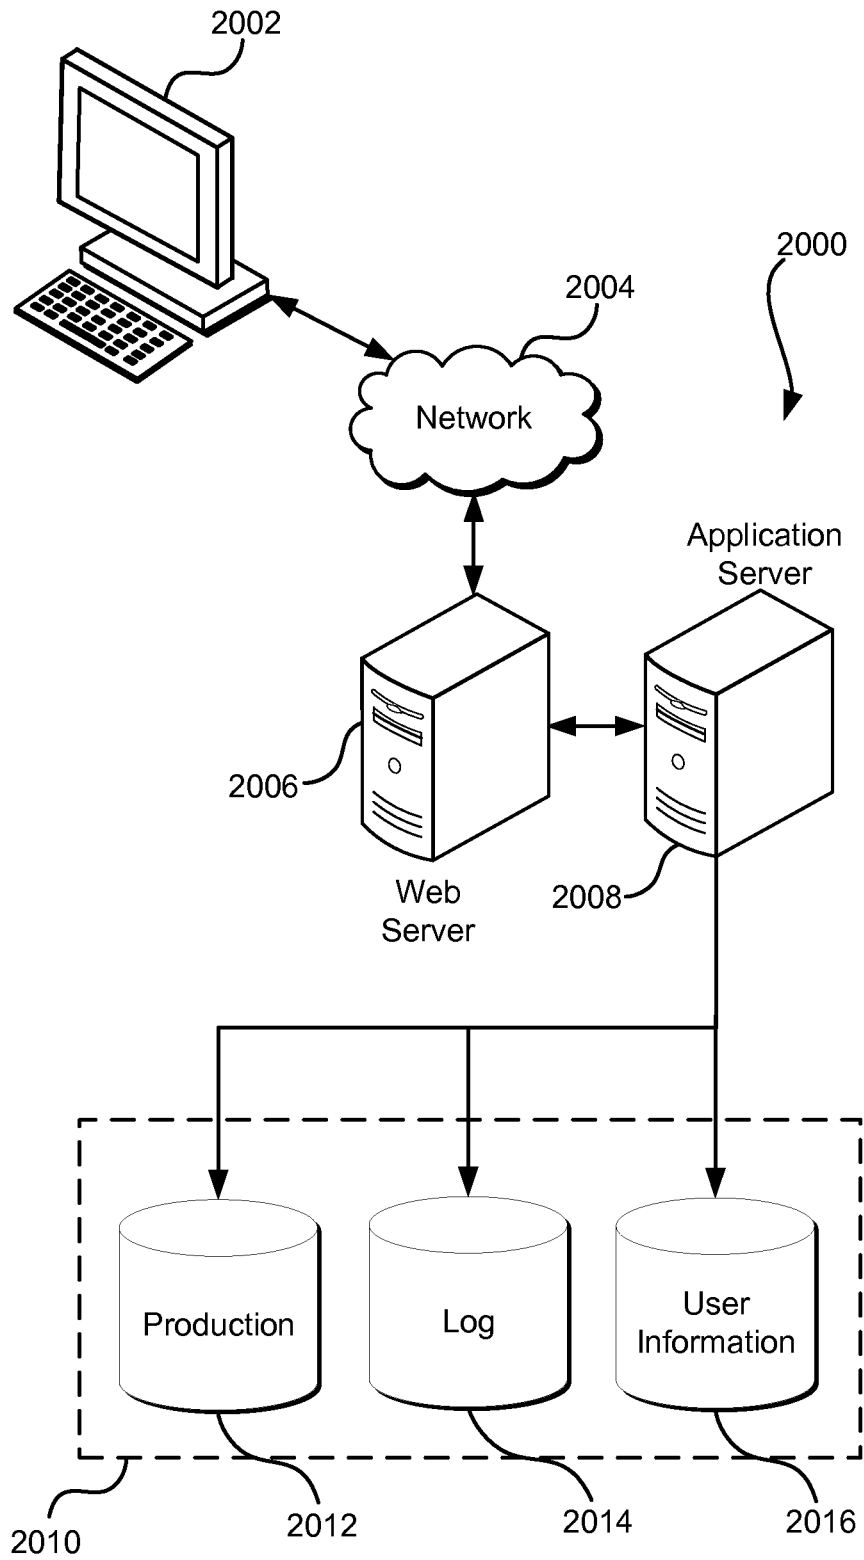 2002
2000
2004
Network
Application
Server
2006
2008
Web
Server
Production
Log
User
Information
2010
2012
2014
2016